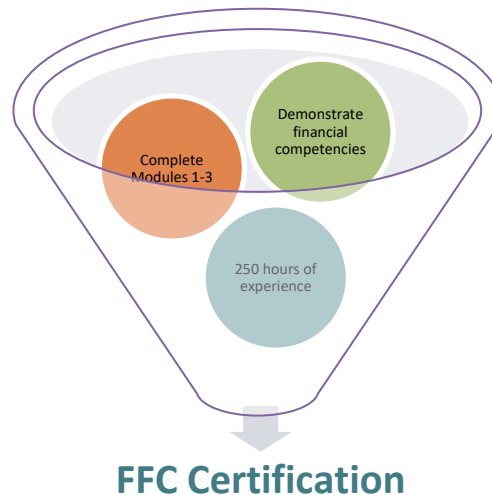 Demonstrate
financial
competencies
Complete
Modules 1-3
250 hours of
experience
FFC Certification